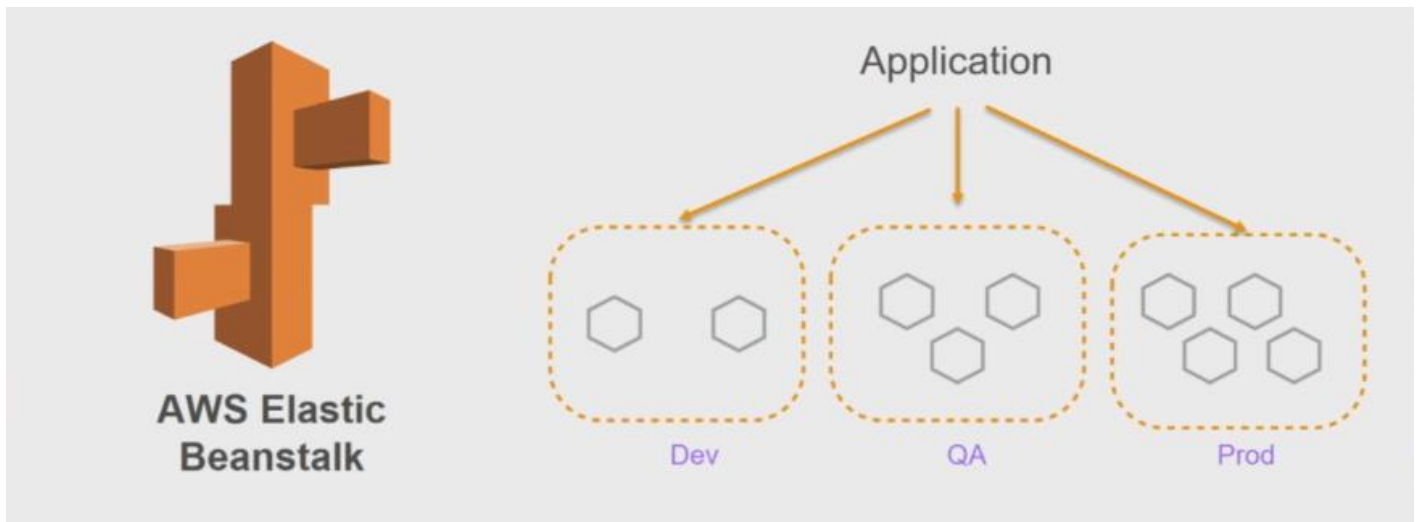 Application
AWS Elastic
Beanstalk
Dev
QA
Prod